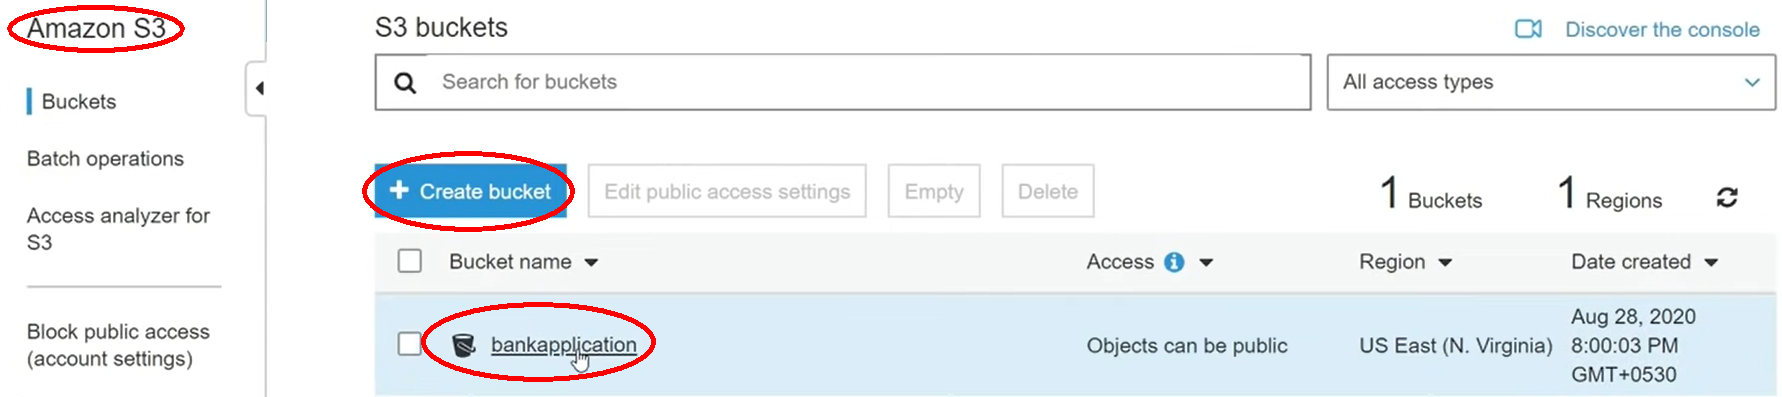 Amazon S3
Buckets
Batch operations
Access analyzer for
S3
Block public access
(account settings)
S3 buckets
Discover the console
Search for buckets
All access types
+ Create bucket
Edit public access settings
Empty
Delete
1 Buckets
1 Regions
Bucket name
Access
Region
Date created
bankapplication
Objects can be public
US East (N. Virginia)
Aug 28, 2020
8:00:03 PM
GMT+0530